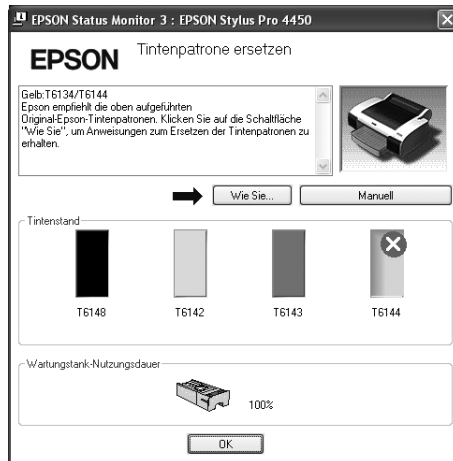 EPSON Status Monitor 3 : EPSON Stylus Pro 4450
EPSON
Tintenpatrone ersetzen
Gelb:T6134/T6144
Epson empfiehlt die oben aufgeführten
Original-Epson-Tintenpatronen. Klicken Sie auf die Schaltfläche
"Wie Sie", um Anweisungen zum Ersetzen der Tintenpatronen zu
erhalten.
Wie Sie...
Manuell
Tintenstand
T6148
T6142
T6143
T6144
Wartungstank-Nutzungsdauer
100%
OK